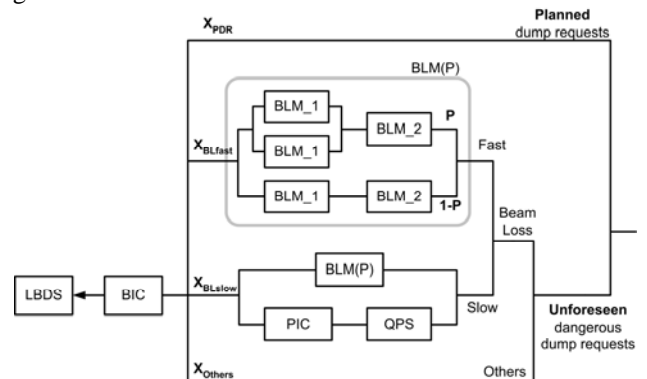 X_PDR
Planned
dump requests
BLM(P)
BLM_1
BLM_2
P
Fast
X_BLfast
BLM_1
BLM_1
BLM_2
1-P
Beam
Loss
BLM(P)
LBDS
BIC
X_BLslow
Slow
PIC
QPS
Unforeseen
dangerous
dump requests
X_Others
Others